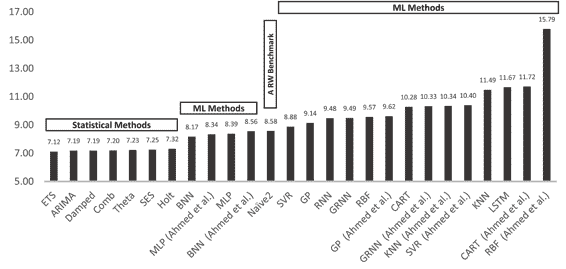 ML Methods
17.00
15.00
13.00
11.00
9.00
7.00
5.00
A RW Benchmark
ML Methods
Statistical Methods
7.12
7.19
7.19
7.20
7.23
7.25
7.32
8.17
8.34
8.39
8.56
8.58
8.88
9.14
9.48
9.49
9.57
9.62
10.28
10.33
10.34
10.40
11.49
11.67
11.72
15.79
ETS
ARIMA
Damped
Comb
Theta
SES
Holt
BNN
MLP (Ahmed et al.)
MLP
BNN (Ahmed et al.)
Naïve2
SVR
GP
RNN
GRNN
RBF
GP (Ahmed et al.)
CART
GRNN (Ahmed et al.)
KNN (Ahmed et al.)
SVR (Ahmed et al.)
KNN
LSTM
CART (Ahmed et al.)
RBF (Ahmed et al.)